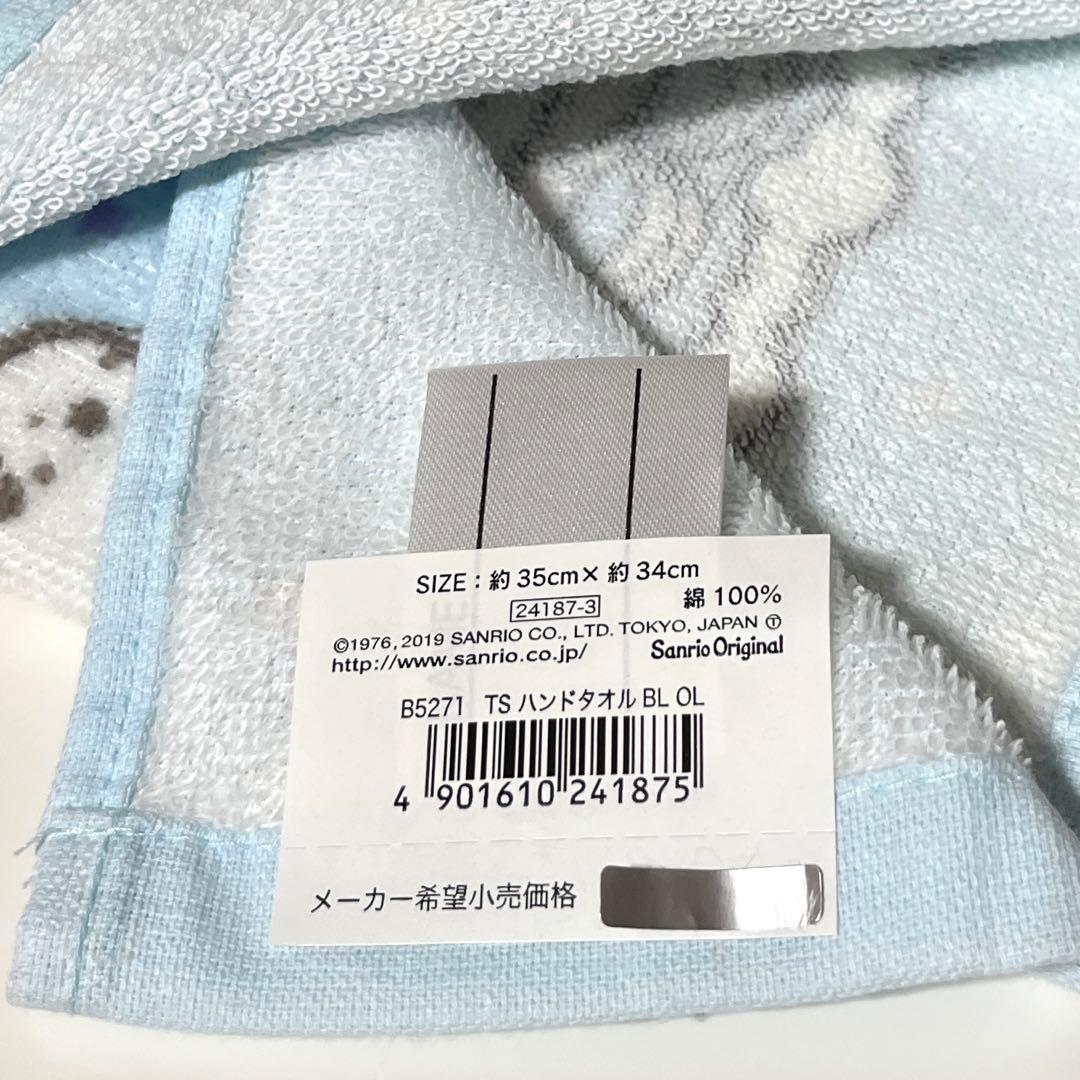 SIZE：約 35cm× 約 34cm
24187-3 綿 100%
©1976, 2019 SANRIO CO., LTD. TOKYO, JAPAN Ⓣ
http://www.sanrio.co.jp/ Sanrio Original
B5271 TS ハンドタオル BL OL
4 901610 241875
メーカー希望小売価格